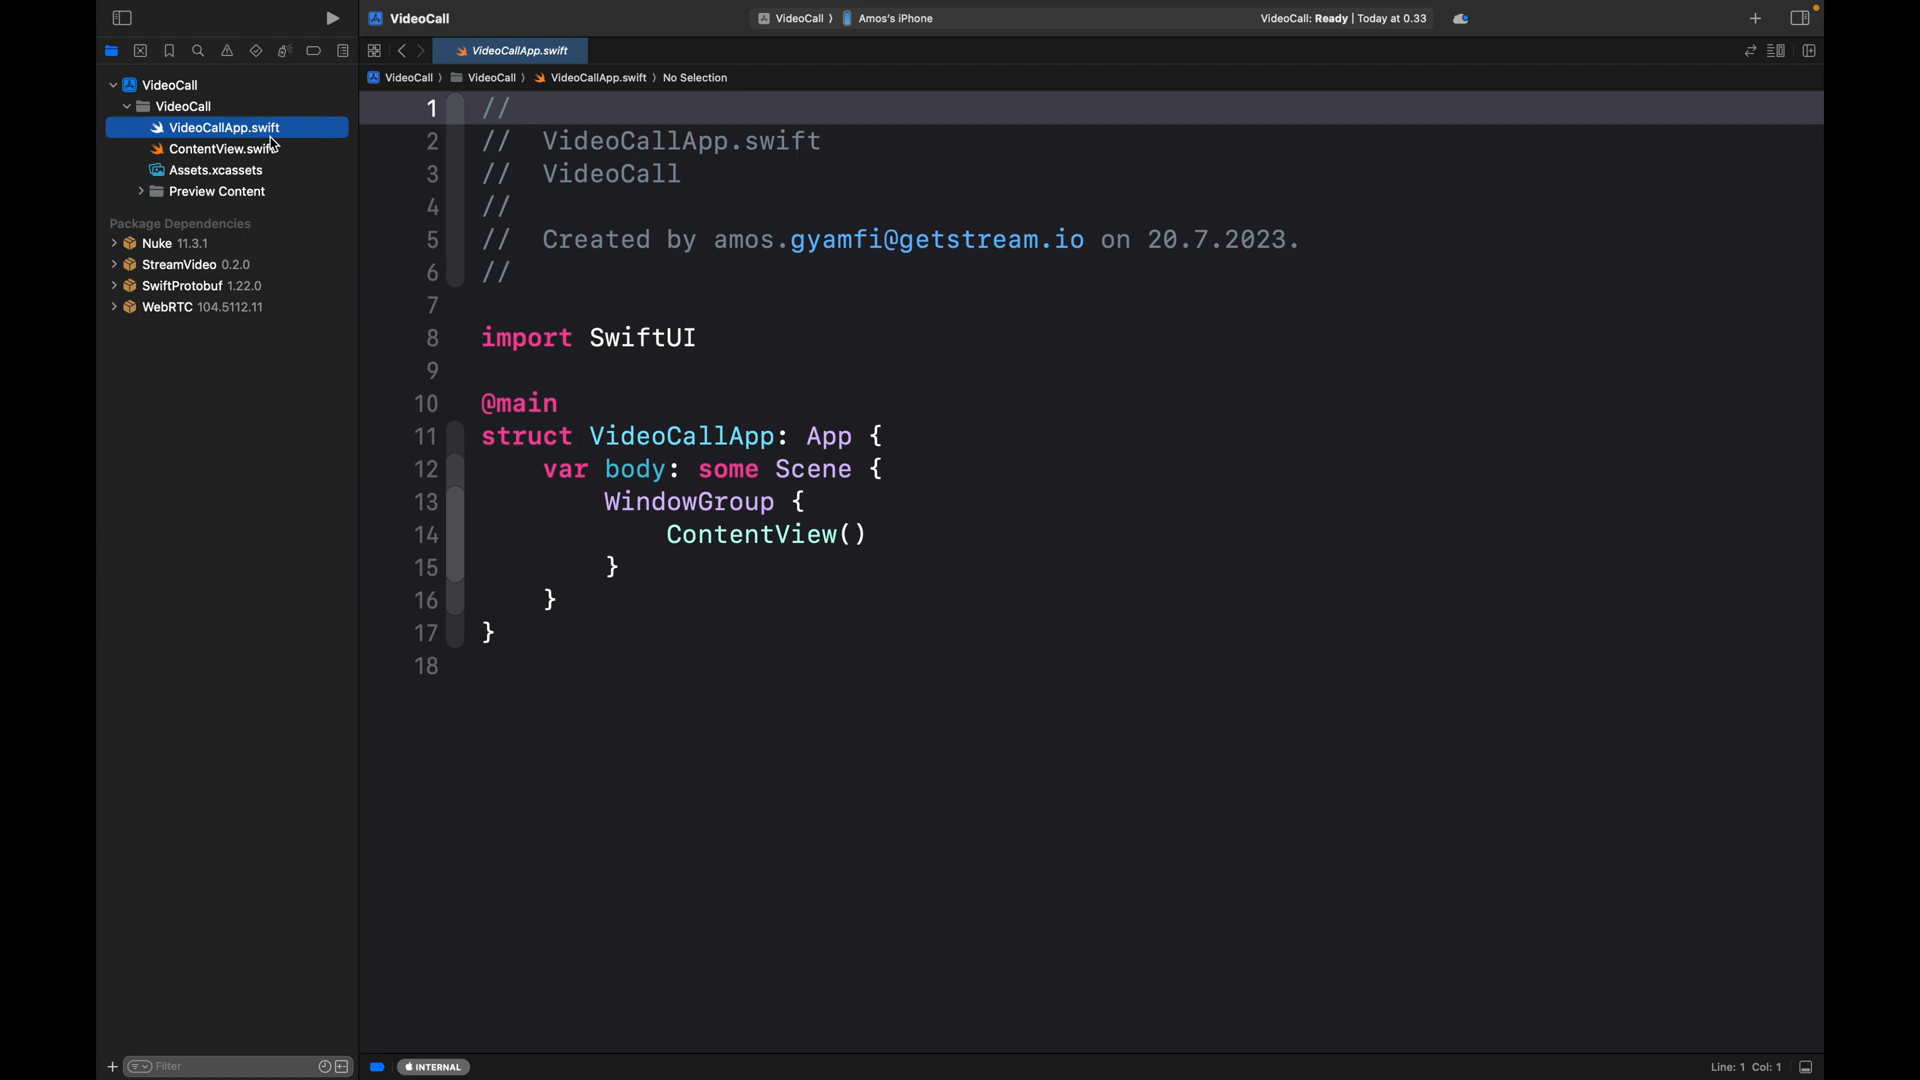 VideoCall
VideoCall ⟩ Amos's iPhone
VideoCall: Ready | Today at 0.33
VideoCallApp.swift
VideoCall ⟩ VideoCall ⟩ VideoCallApp.swift ⟩ No Selection
VideoCall
VideoCall
VideoCallApp.swift
ContentView.swift
Assets.xcassets
Preview Content
Package Dependencies
Nuke 11.3.1
StreamVideo 0.2.0
SwiftProtobuf 1.22.0
WebRTC 104.5112.11
1 //
2 //  VideoCallApp.swift
3 //  VideoCall
4 //
5 //  Created by amos.gyamfi@getstream.io on 20.7.2023.
6 //
7
8 import SwiftUI
9
10 @main
11 struct VideoCallApp: App {
12     var body: some Scene {
13         WindowGroup {
14             ContentView()
15         }
16     }
17 }
18
Filter
INTERNAL
Line: 1 Col: 1